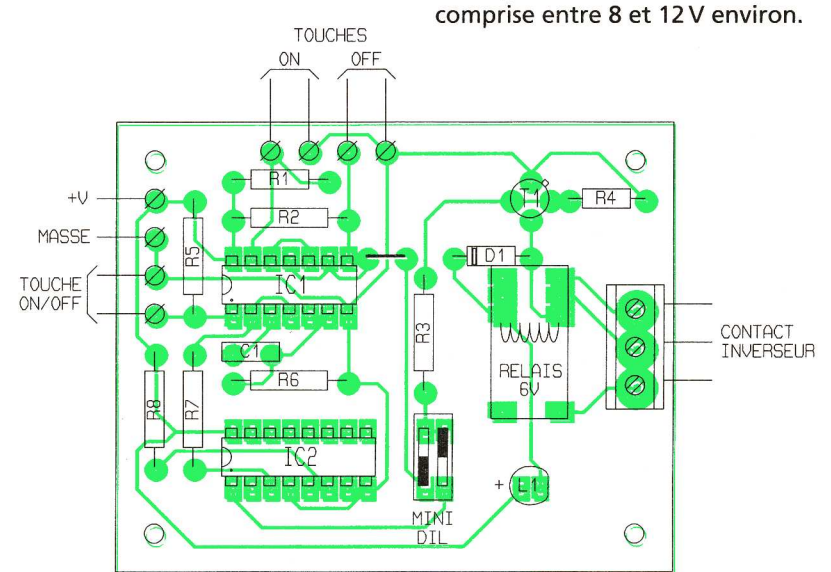 comprise entre 8 et 12 V environ.
TOUCHES
ON
OFF
R1
T1
R4
+V
R2
MASSE
R5
D1
TOUCHE
ON/OFF
IC1
R3
CONTACT
INVERSEUR
C1
RELAIS
6V
R6
R8
R7
IC2
+
L1
MINI
DIL